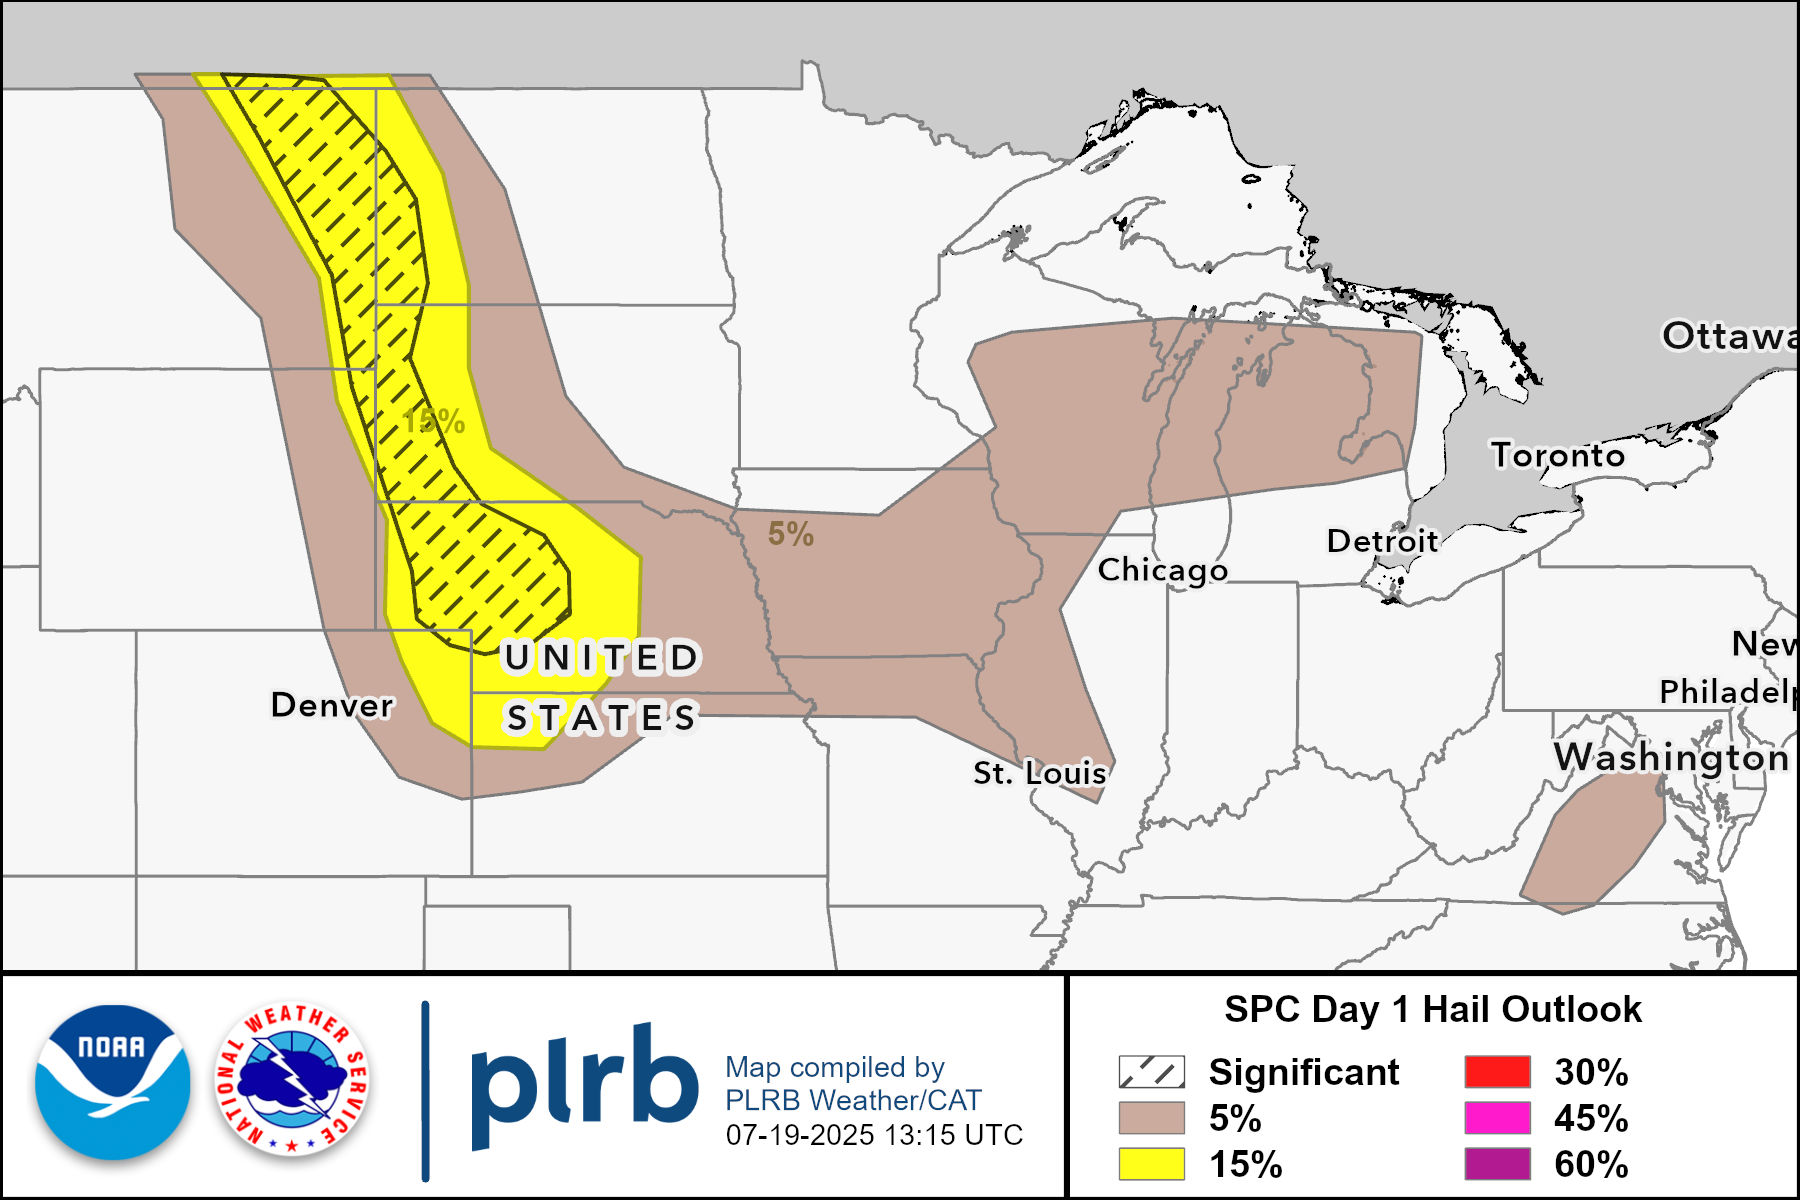 Ottawa
15%
Toronto
5%
Detroit
Chicago
New
UNITED
STATES
Philadelp
Denver
Washington
St. Louis
NOAA
NATIONAL WEATHER SERVICE
plrb
Map compiled by
PLRB Weather/CAT
07-19-2025 13:15 UTC
SPC Day 1 Hail Outlook
Significant
5%
15%
30%
45%
60%